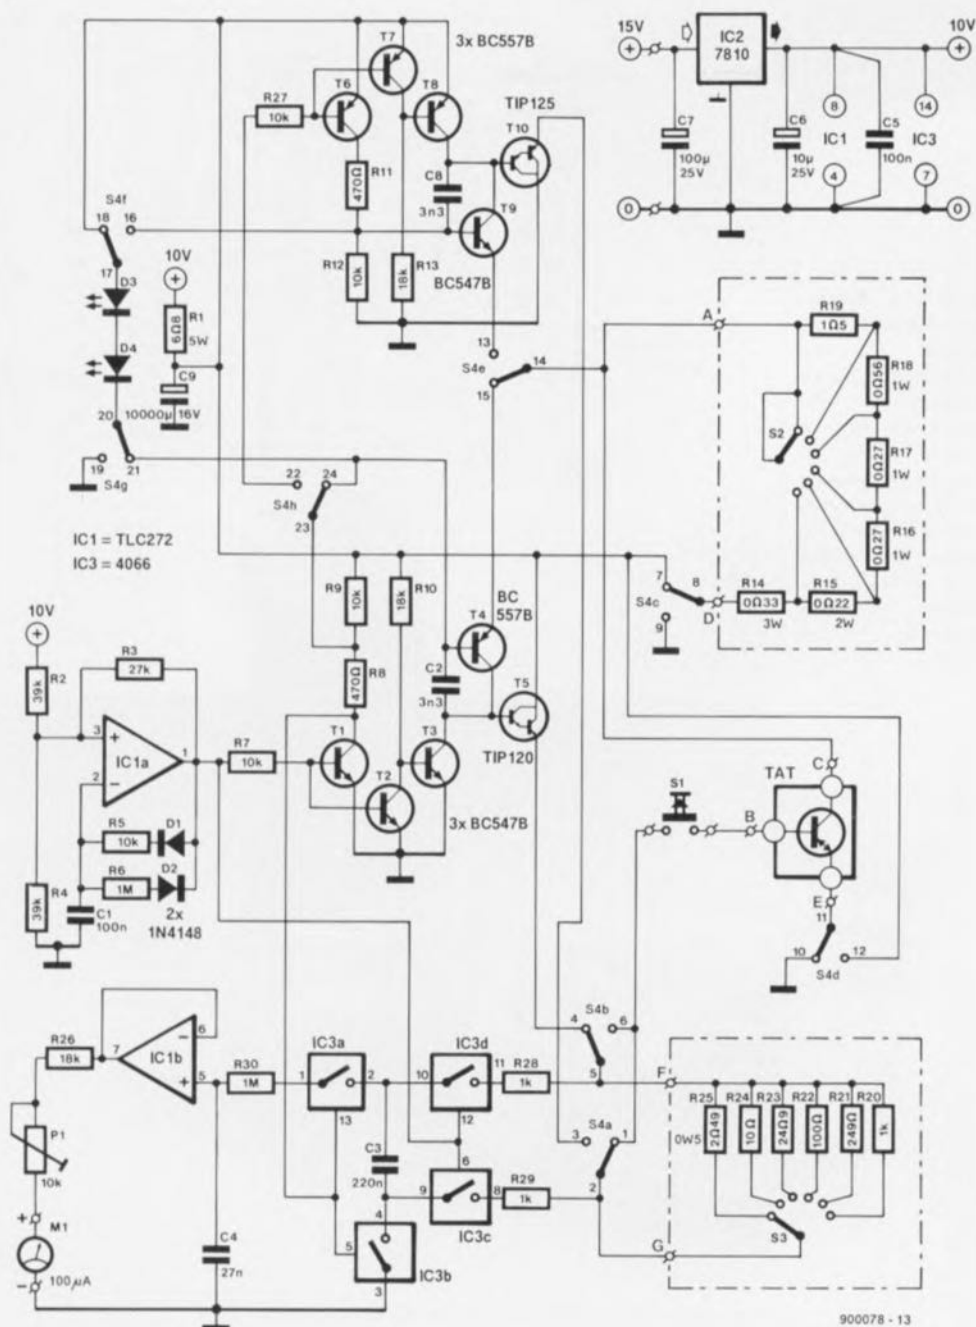 T7
3x BC557B
T6
T8
R27
10k
TIP125
T10
R11
470Ω
C8
3n3
T9
S4f
18
16
17
10V
D3
R12
10k
R13
18k
BC547B
R1
6Ω8
5W
D4
C9
10000µ
16V
20
19
21
S4g
13
S4e
14
15
22
24
S4h
23
15V
IC2
7810
10V
C7
100µ
25V
C6
10µ
25V
8
IC1
4
C5
100n
14
IC3
7
0
0
A
R19
1Ω5
R18
0Ω56
1W
S2
R17
0Ω27
1W
R16
0Ω27
1W
R14
0Ω33
3W
R15
0Ω22
2W
7
8
S4c
D
9
IC1 = TLC272
IC3 = 4066
10V
R2
39k
R3
27k
3
+
IC1a
1
2
−
R5
10k
D1
R6
1M
D2
R4
39k
C1
100n
2x
1N4148
R7
10k
R9
10k
R10
18k
R8
470Ω
BC
557B
T4
C2
3n3
T5
TIP120
T1
T2
T3
3x BC547B
S1
B
TAT
C
E
11
10
12
S4d
R26
18k
7
IC1b
6
−
+
5
R30
1M
IC3a
1
2
13
IC3d
10
11
12
R28
1k
C3
220n
6
9
8
IC3c
R29
1k
4
5
3
IC3b
P1
10k
+
M1
−
100µA
C4
27n
S4b
4
6
5
S4a
3
1
2
F
G
R25
R24
R23
R22
R21
R20
0W5
2Ω49
10Ω
24Ω9
100Ω
249Ω
1k
S3
900078 - 13